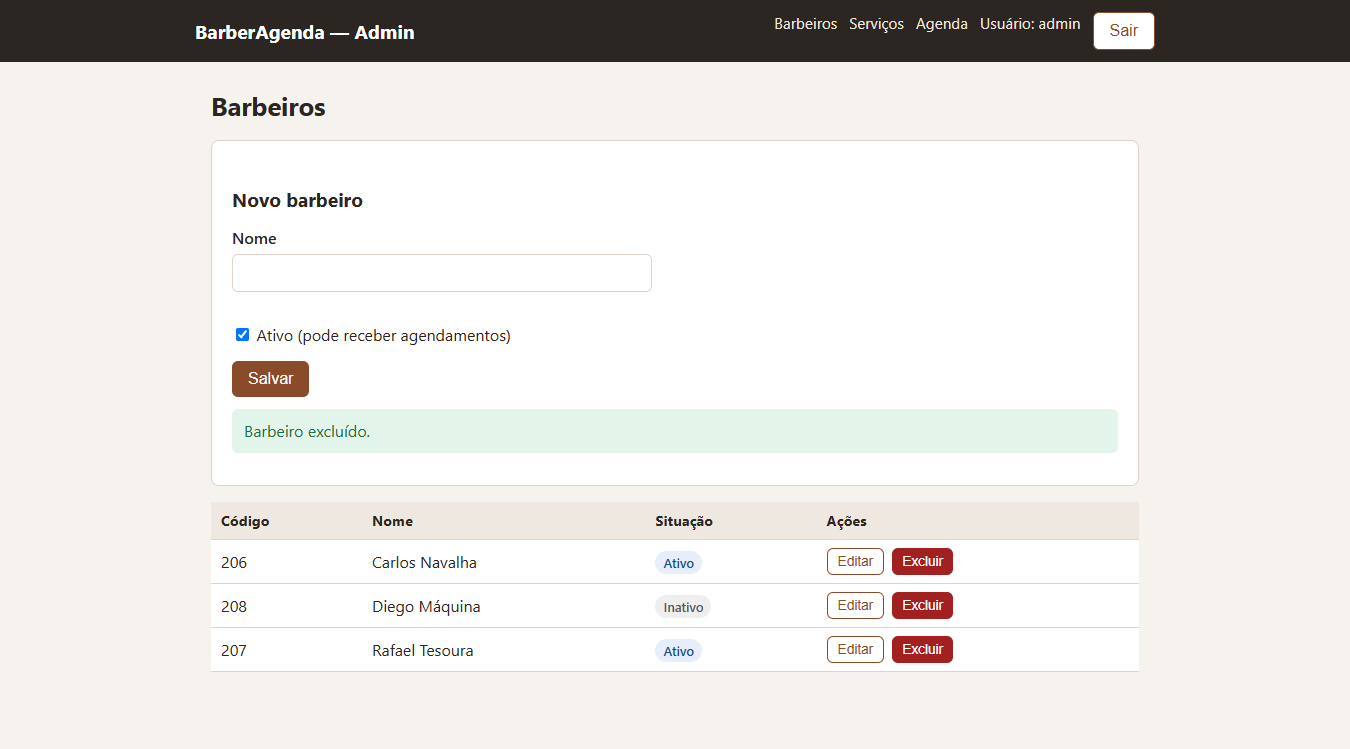 BarberAgenda — Admin
Barbeiros Serviços Agenda Usuário: admin Sair
Barbeiros
Novo barbeiro
Nome
Ativo (pode receber agendamentos)
Salvar
Barbeiro excluído.
Código Nome Situação Ações
206 Carlos Navalha Ativo Editar Excluir
208 Diego Máquina Inativo Editar Excluir
207 Rafael Tesoura Ativo Editar Excluir